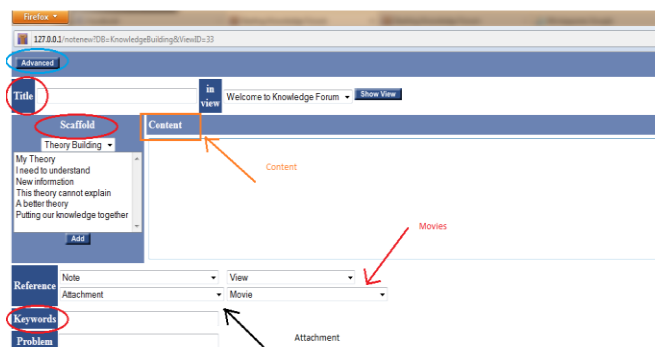 Firefox
127.0.0.1/notenew?DB=KnowledgeBuilding&ViewID=33
Advanced
Title
in view
Welcome to Knowledge Forum
Show View
Scaffold
Content
Theory Building
My Theory
I need to understand
New information
This theory cannot explain
A better theory
Putting our knowledge together
Add
Content
Movies
Reference
Note
View
Attachment
Movie
Keywords
Attachment
Problem